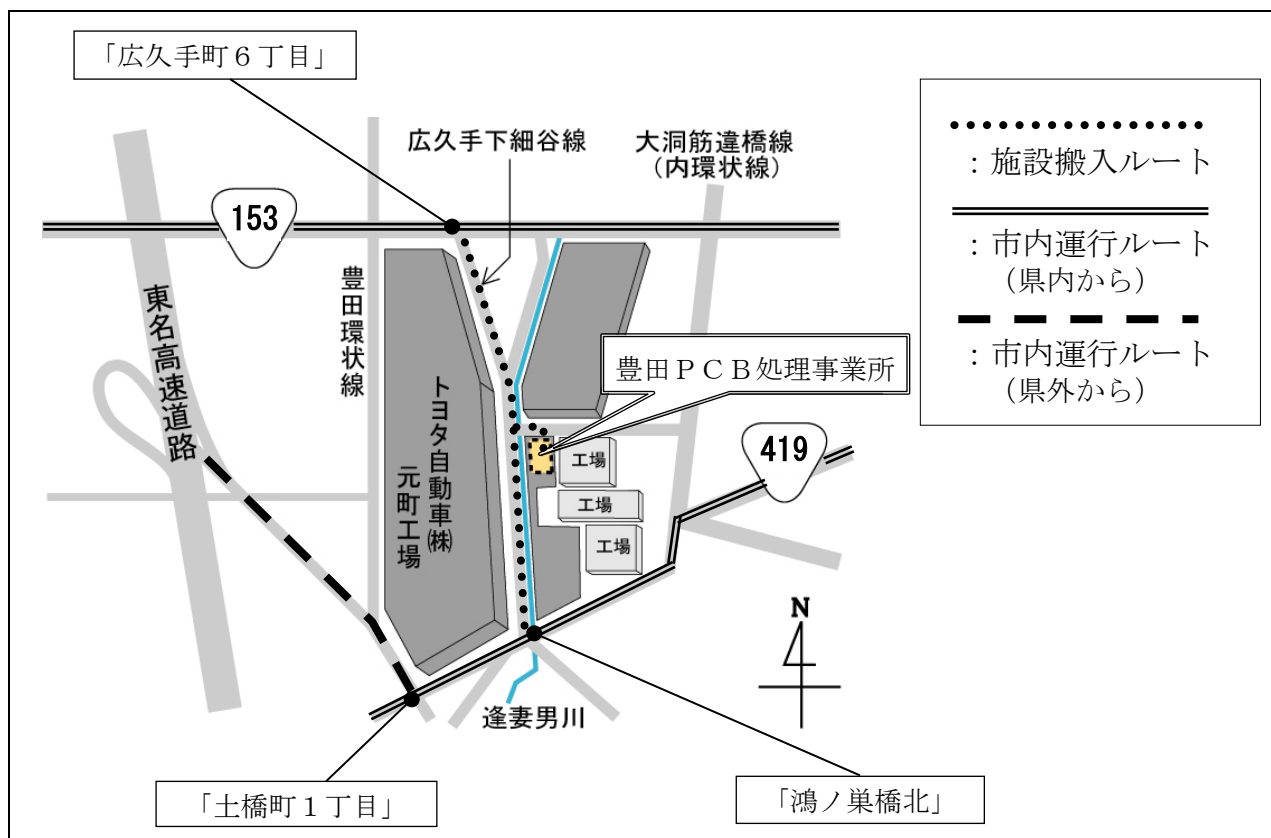 「広久手町６丁目」
広久手下細谷線
大洞筋違橋線
（内環状線）
：施設搬入ルート
：市内運行ルート
（県内から）
：市内運行ルート
（県外から）
153
豊田環状線
東名高速道路
トヨタ自動車㈱
元町工場
豊田ＰＣＢ処理事業所
419
工場
工場
工場
N
逢妻男川
「土橋町１丁目」
「鴻ノ巣橋北」